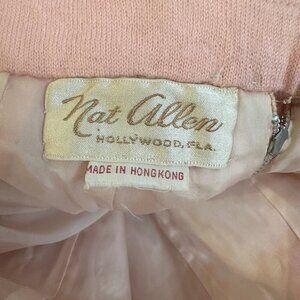 Nat Allen
HOLLYWOOD, FLA.
MADE IN HONGKONG